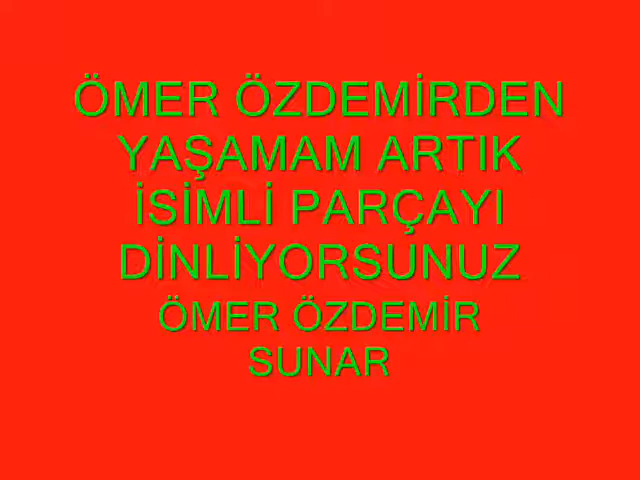 ÖMER ÖZDEMİRDEN
YAŞAMAM ARTIK
İSİMLİ PARÇAYI
DİNLİYORSUNUZ
ÖMER ÖZDEMİR
SUNAR